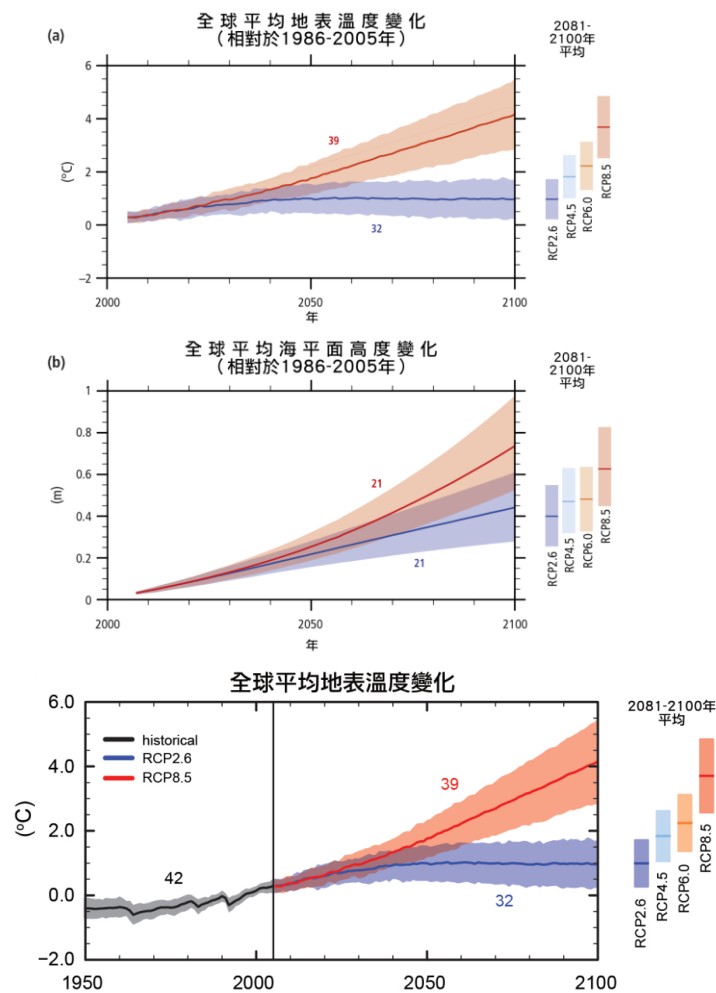 (a)
全球平均地表溫度變化
(相對於1986-2005年)
2081-
2100年
平均
6
4
2
0
−2
(°C)
39
32
2000
2050
2100
年
RCP2.6
RCP4.5
RCP6.0
RCP8.5
(b)
全球平均海平面高度變化
(相對於1986-2005年)
2081-
2100年
平均
1
0.8
0.6
0.4
0.2
0
(m)
21
21
2000
2050
2100
年
RCP2.6
RCP4.5
RCP6.0
RCP8.5
全球平均地表溫度變化
2081-2100年
平均
6.0
4.0
2.0
0.0
−2.0
(°C)
historical
RCP2.6
RCP8.5
42
39
32
1950
2000
2050
2100
RCP2.6
RCP4.5
RCP6.0
RCP8.5